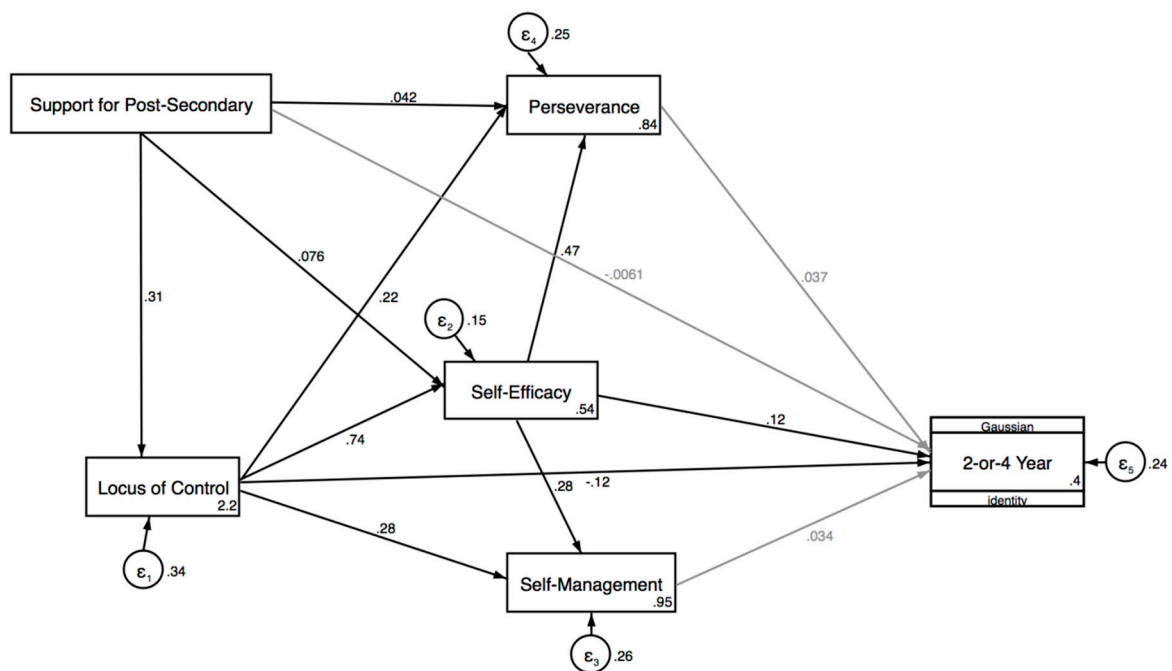 ε4
.25
Support for Post-Secondary
.042
Perseverance
.84
.076
.47
-.0061
.037
.31
.22
ε2
.15
Self-Efficacy
.54
.12
Gaussian
2-or-4 Year
.4
identity
ε5
.24
.74
Locus of Control
2.2
-.12
.28
.28
.034
ε1
.34
Self-Management
.95
ε3
.26